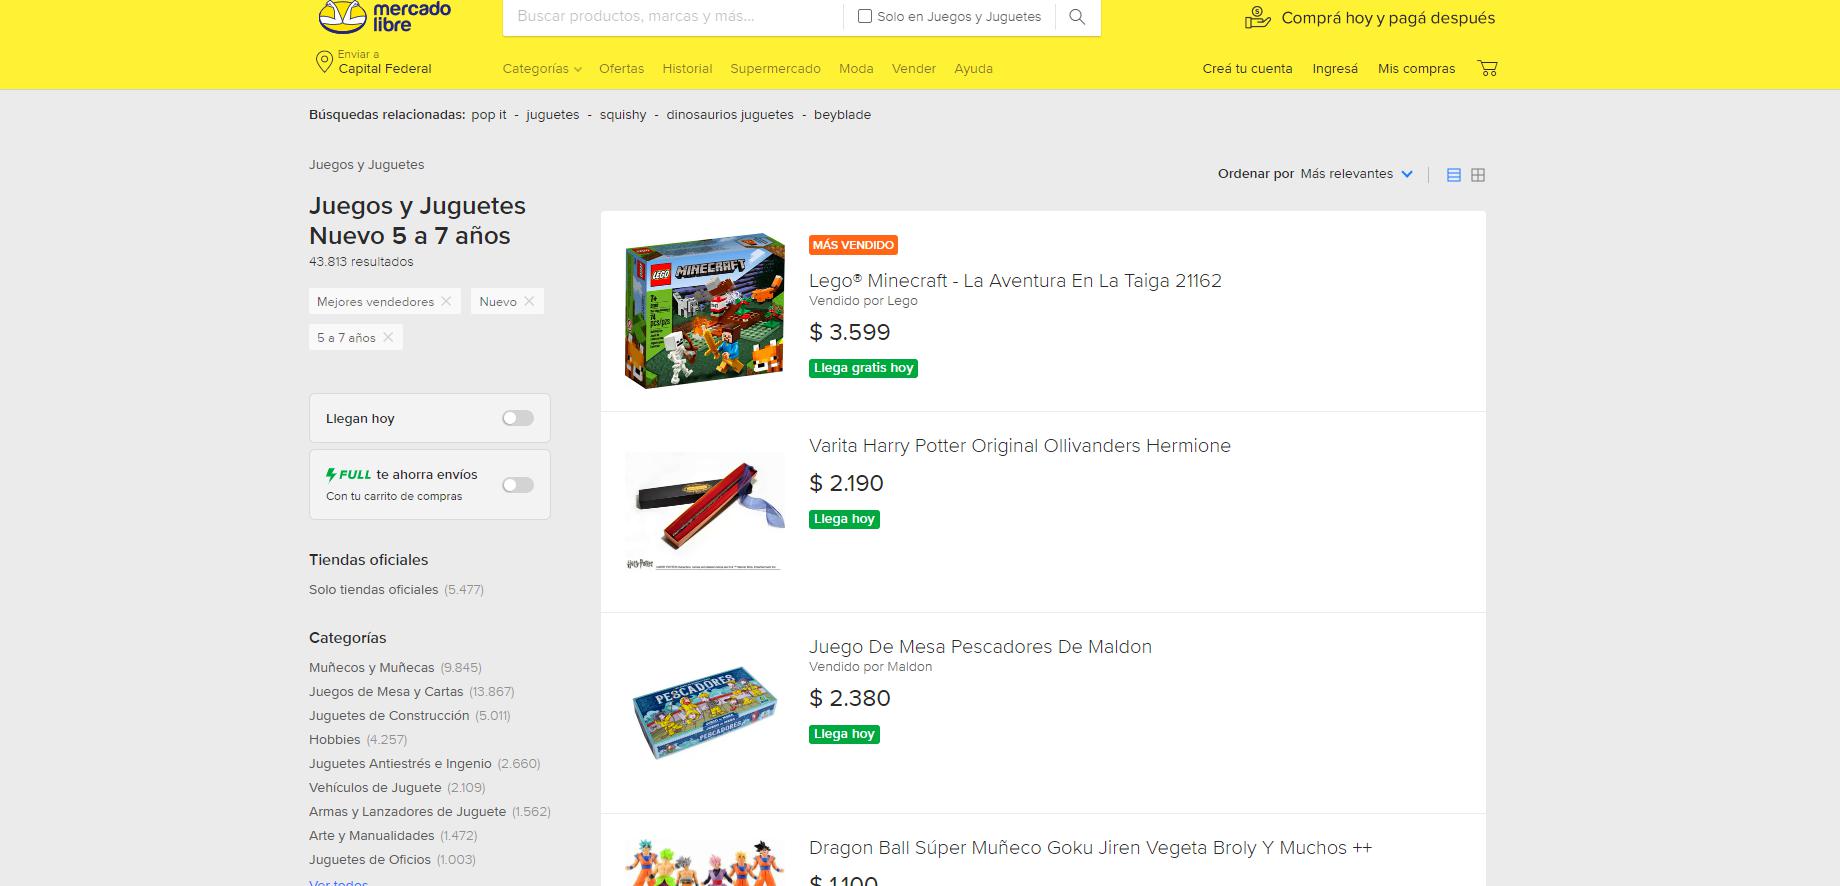 mercado
libre
Buscar productos, marcas y más...
Solo en Juegos y Juguetes
Comprá hoy y pagá después
Enviar a
Capital Federal
Categorías Ofertas Historial Supermercado Moda Vender Ayuda
Creá tu cuenta Ingresá Mis compras
Búsquedas relacionadas: pop it - juguetes - squishy - dinosaurios juguetes - beyblade
Juegos y Juguetes
Ordenar por Más relevantes
Juegos y Juguetes
Nuevo 5 a 7 años
43.813 resultados
Mejores vendedores
Nuevo
5 a 7 años
Llegan hoy
FULL te ahorra envíos
Con tu carrito de compras
Tiendas oficiales
Solo tiendas oficiales (5.477)
Categorías
Muñecos y Muñecas (9.845)
Juegos de Mesa y Cartas (13.867)
Juguetes de Construcción (5.011)
Hobbies (4.257)
Juguetes Antiestrés e Ingenio (2.660)
Vehículos de Juguete (2.109)
Armas y Lanzadores de Juguete (1.562)
Arte y Manualidades (1.472)
Juguetes de Oficios (1.003)
Ver todos
LEGO MINECRAFT
7+
74
pcs/pzs
MÁS VENDIDO
Lego® Minecraft - La Aventura En La Taiga 21162
Vendido por Lego
$ 3.599
Llega gratis hoy
Harry Potter
Varita Harry Potter Original Ollivanders Hermione
$ 2.190
Llega hoy
PESCADORES
PESCADORES
Juego De Mesa Pescadores De Maldon
Vendido por Maldon
$ 2.380
Llega hoy
Dragon Ball Súper Muñeco Goku Jiren Vegeta Broly Y Muchos ++
$ 1.100